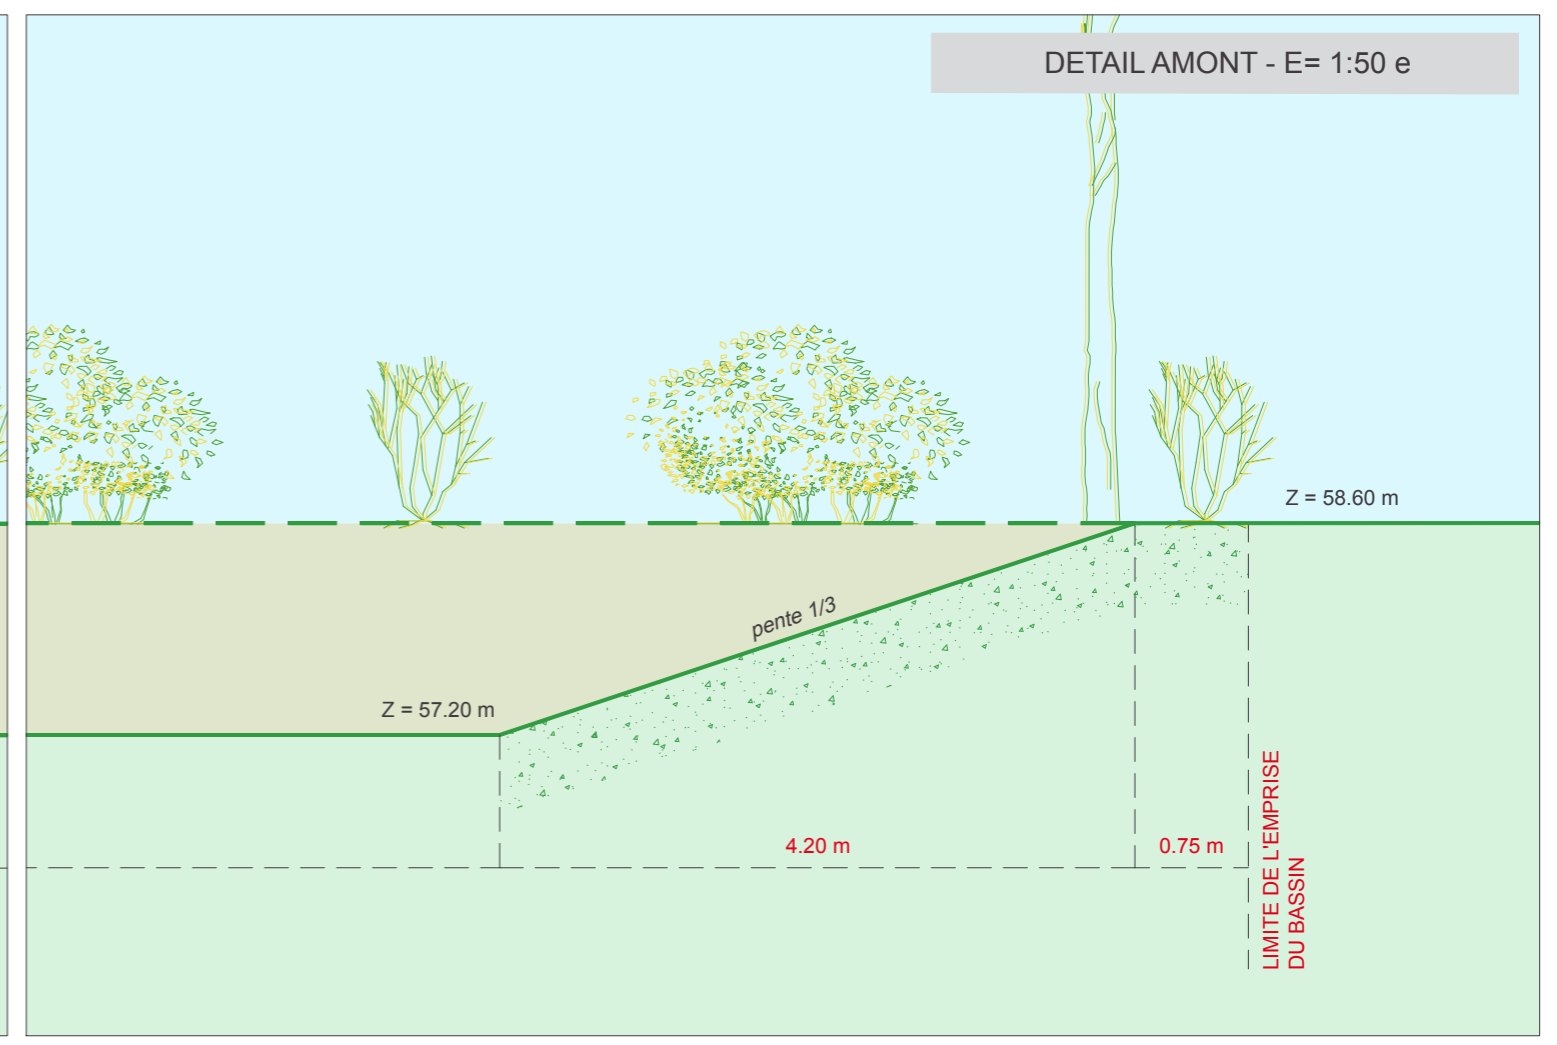 DETAIL AMONT - E= 1:50 e
Z = 58.60 m
pente 1/3
Z = 57.20 m
4.20 m
0.75 m
LIMITE DE L'EMPRISE
DU BASSIN